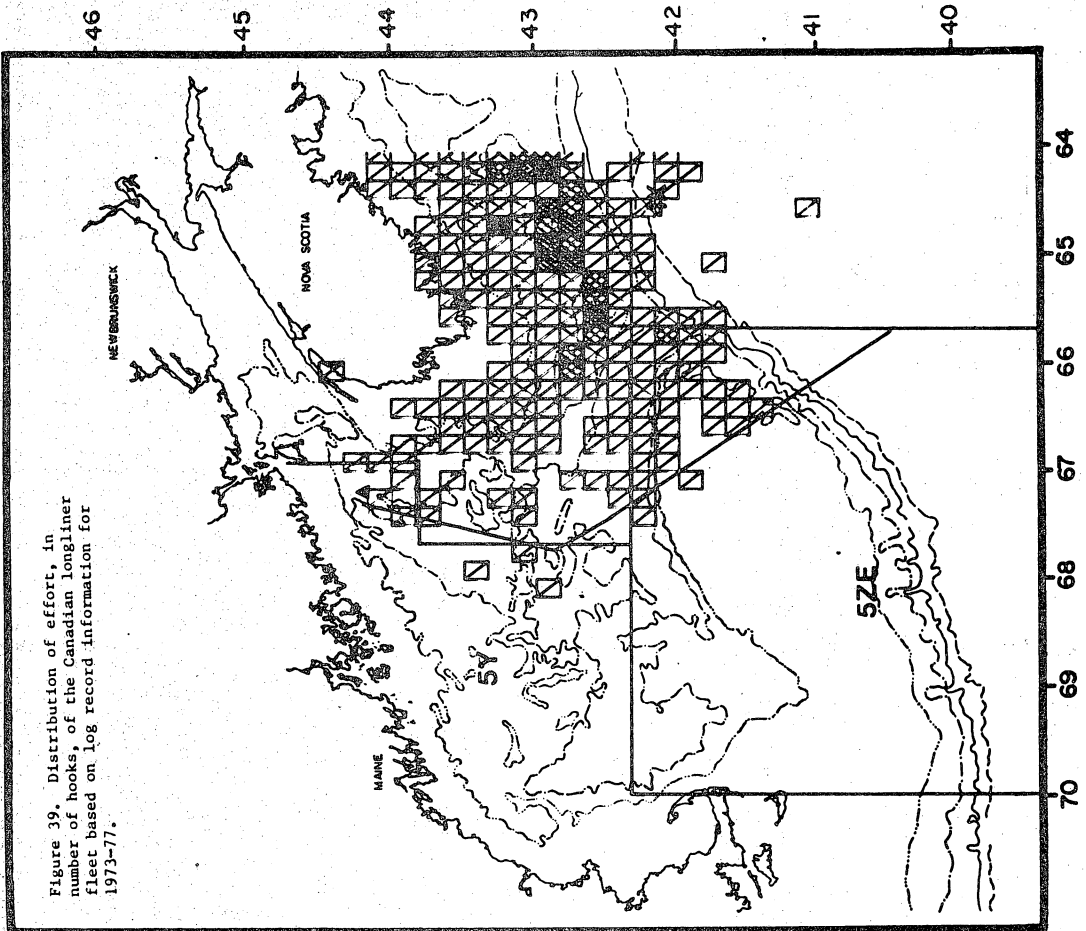 Figure 39. Distribution of effort, in
number of hooks, of the Canadian longliner
fleet based on log record information for
1973-77.
NEW BRUNSWICK
NOVA SCOTIA
MAINE
5Y
5ZE
46
45
44
43
42
41
40
70
69
68
67
66
65
64